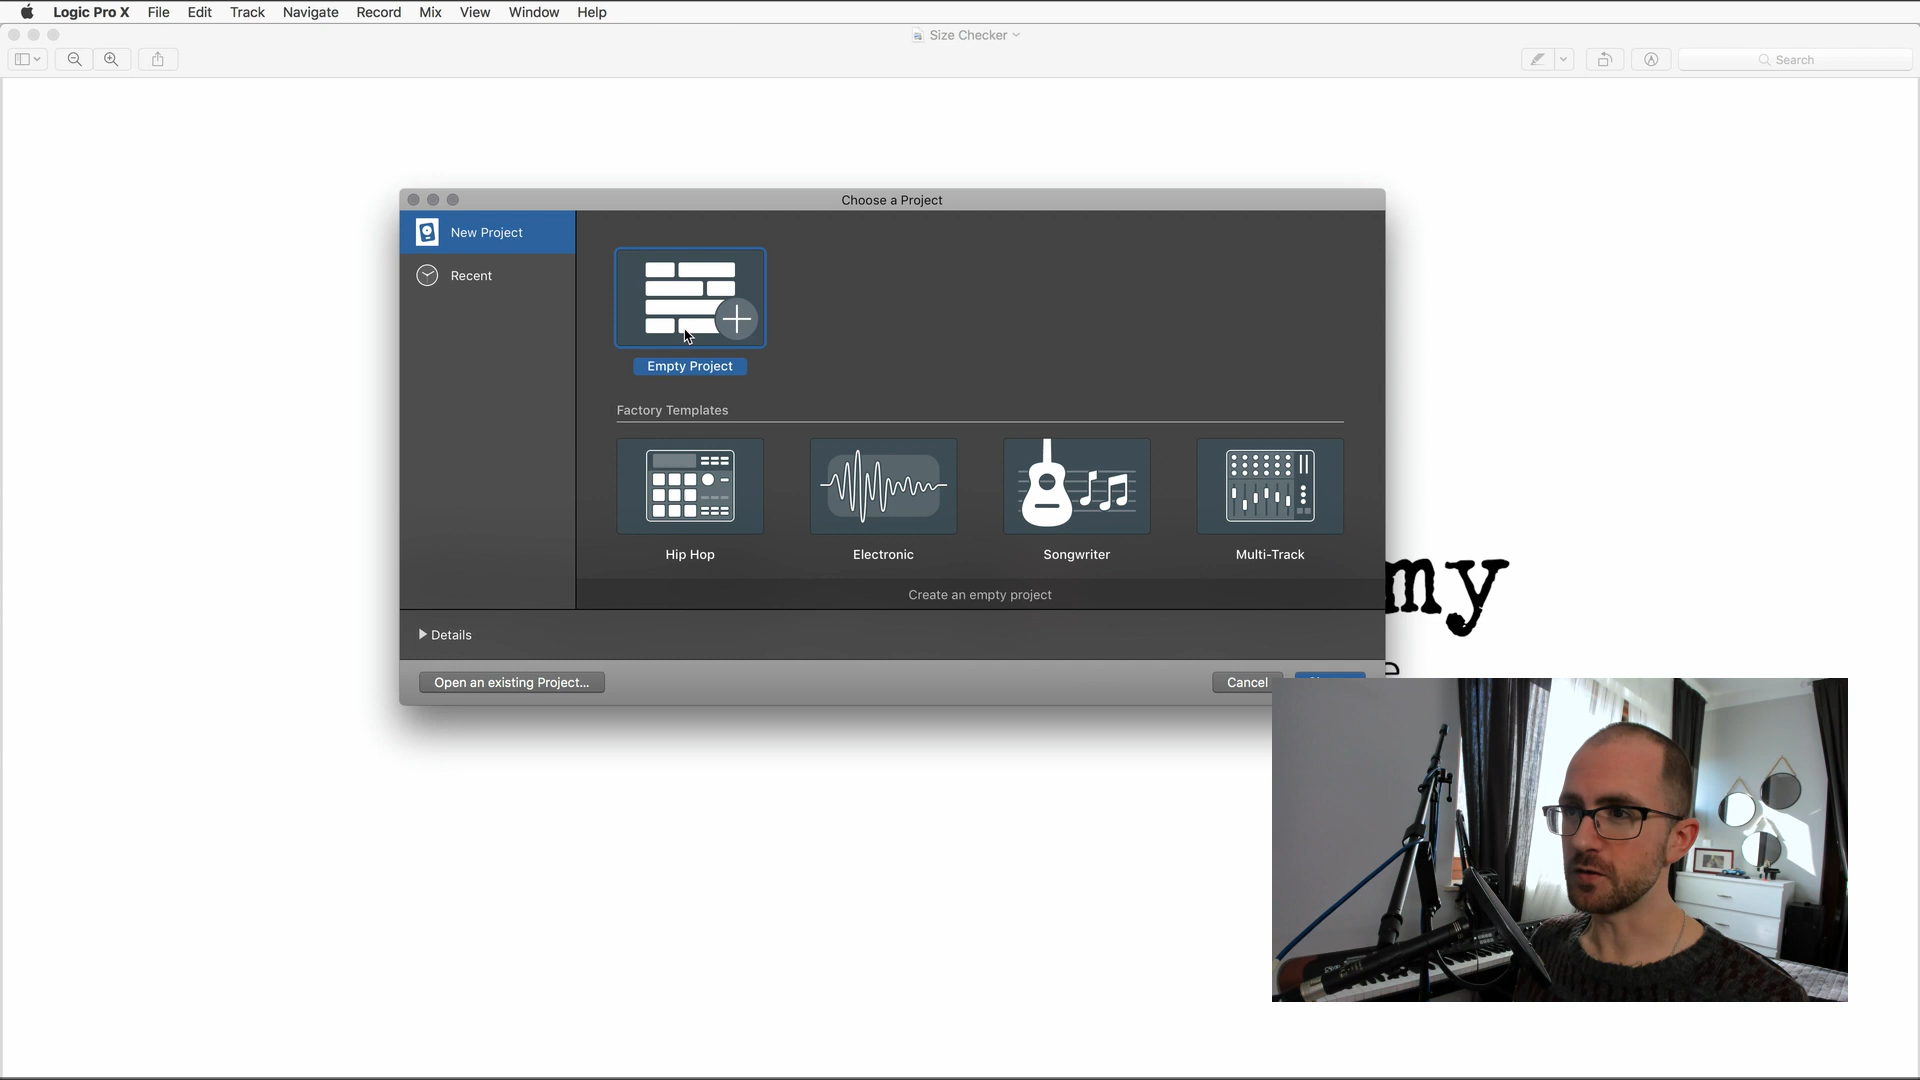 Logic Pro X File Edit Track Navigate Record Mix View Window Help
Size Checker
Search
Choose a Project
New Project
Recent
Empty Project
Factory Templates
Hip Hop Electronic Songwriter Multi-Track
Create an empty project
my
e
Details
Open an existing Project... Cancel